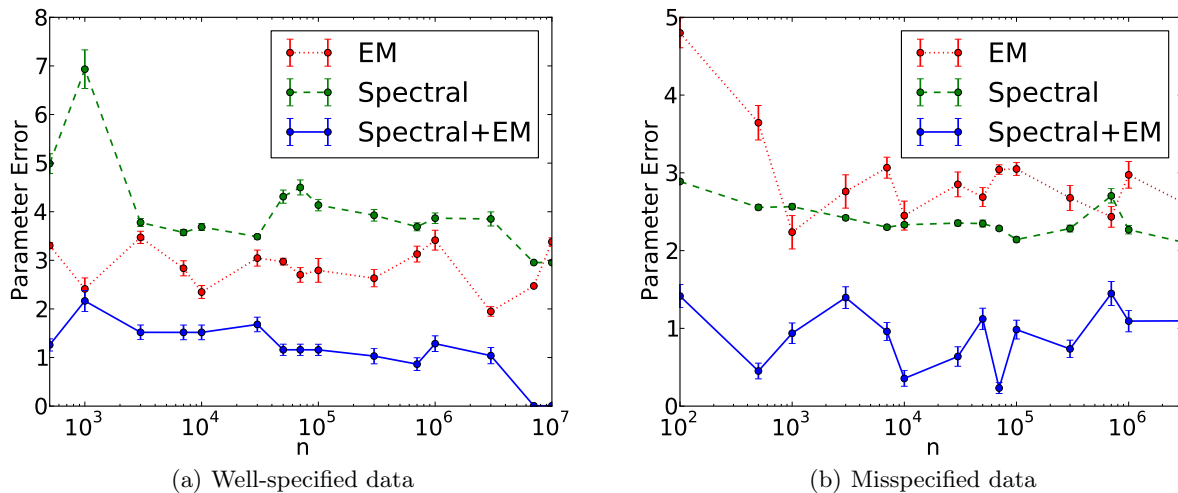 8
7
6
5
4
3
2
1
0
Parameter Error
EM
Spectral
Spectral+EM
10^3
10^4
10^5
10^6
10^7
n
(a) Well-specified data
5
4
3
2
1
0
Parameter Error
EM
Spectral
Spectral+EM
10^2
10^3
10^4
10^5
10^6
n
(b) Misspecified data